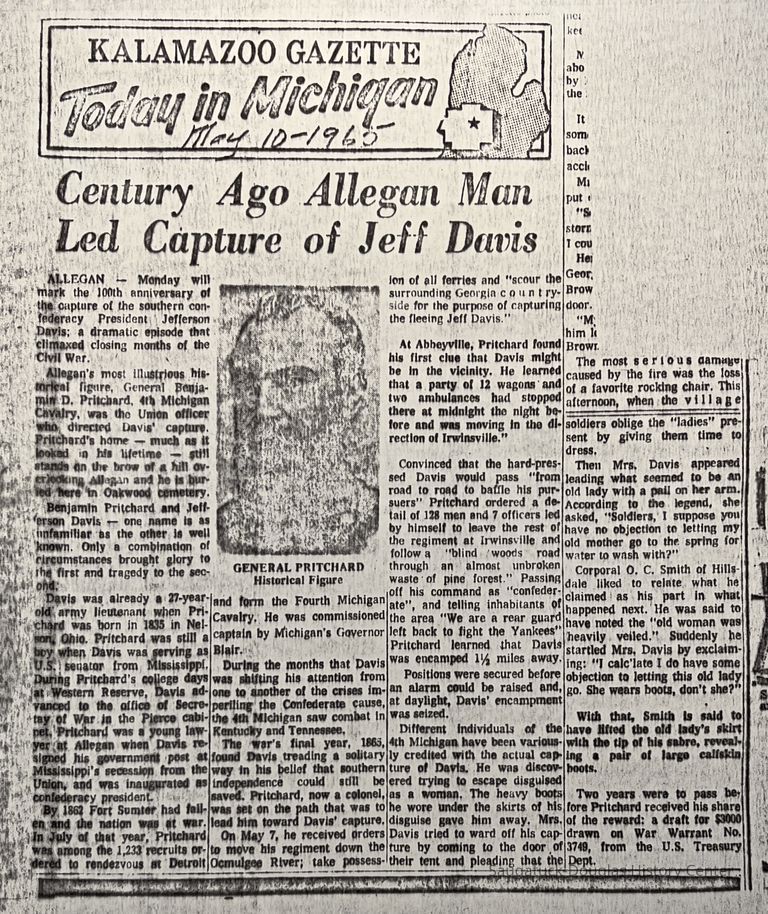 KALAMAZOO GAZETTE
Today in Michigan
May 10-1965
Century Ago Allegan Man
Led Capture of Jeff Davis
ALLEGAN — Monday will
mark the 100th anniversary of
the capture of the southern con-
federacy President Jefferson
Davis; a dramatic episode that
climaxed closing months of the
Civil War.
Allegan's most illustrious his-
torical figure, General Benja-
min D. Pritchard, 4th Michigan
Cavalry, was the Union officer
who directed Davis' capture.
Pritchard's home — much as it
looked in his lifetime — still
stands on the brow of a hill ov-
erlooking Allegan and he is bur-
ied here in Oakwood cemetery.
Benjamin Pritchard and Jeff-
erson Davis — one name is as
unfamiliar as the other is well
known. Only a combination of
circumstances brought glory to
the first and tragedy to the sec-
ond.
Davis was already a 27-year-
old army lieutenant when Pri-
chard was born in 1835 in Nel-
son, Ohio. Pritchard was still a
boy when Davis was serving as
U.S. senator from Mississippi.
During Pritchard's college days
at Western Reserve, Davis ad-
vanced to the office of Secre-
tay of War in the Pierce cabi-
net. Pritchard was a young law-
yer at Allegan when Davis re-
signed his government post at
Mississippi's secession from the
Union, and was inaugurated as
confederacy president.
By 1862 Fort Sumter had fall-
en and the nation was at war.
In July of that year, Pritchard
was among the 1,233 recruits or-
dered to rendezvous at Detroit
GENERAL PRITCHARD
Historical Figure
and form the Fourth Michigan
Cavalry. He was commissioned
captain by Michigan's Governor
Blair.
During the months that Davis
was shifting his attention from
one to another of the crises im-
periling the Confederate cause,
the 4th Michigan saw combat in
Kentucky and Tennessee.
The war's final year, 1865,
found Davis treading a solitary
way in his belief that southern
independence could still be
saved. Pritchard, now a colonel,
was set on the path that was to
lead him toward Davis' capture.
On May 7, he received orders
to move his regiment down the
Ocmulgee River; take possess-
ion of all ferries and "scour the
surrounding Georgia country-
side for the purpose of capturing
the fleeing Jeff Davis."
At Abbeyville, Pritchard found
his first clue that Davis might
be in the vicinity. He learned
that a party of 12 wagons and
two ambulances had stopped
there at midnight the night be-
fore and was moving in the di-
rection of Irwinsville."
Convinced that the hard-pres-
sed Davis would pass "from
road to road to baffle his pur-
suers" Pritchard ordered a de-
tail of 128 men and 7 officers led
by himself to leave the rest of
the regiment at Irwinsville and
follow a "blind woods road
through an almost unbroken
waste of pine forest." Passing
off his command as "confeder-
ate", and telling inhabitants of
the area "We are a rear guard
left back to fight the Yankees"
Pritchard learned that Davis
was encamped 1½ miles away.
Positions were secured before
an alarm could be raised and,
at daylight, Davis' encampment
was seized.
Different individuals of the
4th Michigan have been various-
ly credited with the actual cap-
ture of Davis. He was discov-
ered trying to escape disguised
as a woman. The heavy boots
he wore under the skirts of his
disguise gave him away. Mrs.
Davis tried to ward off his cap-
ture by coming to the door of
their tent and pleading that the
ket
abo
by
the
It
som
back
accl
Mi
put
"S
storr
I cou
He
Geor,
Brow
door.
"M
him
Brown
The most serious damage
caused by the fire was the loss
of a favorite rocking chair. This
afternoon, when the village
soldiers oblige the "ladies" pre-
sent by giving them time to
dress.
Then Mrs. Davis appeared
leading what seemed to be an
old lady with a pail on her arm.
According to the legend, she
asked, "Soldiers, I suppose you
have no objection to letting my
old mother go to the spring for
water to wash with?"
Corporal O. C. Smith of Hills-
dale liked to relate what he
claimed as his part in what
happened next. He was said to
have noted the "old woman was
heavily veiled." Suddenly he
startled Mrs. Davis by exclaim-
ing: "I calc'late I do have some
objection to letting this old lady
go. She wears boots, don't she?"
With that, Smith is said to
have lifted the old lady's skirt
with the tip of his sabre, reveal-
ing a pair of large calfskin
boots.
Two years were to pass be-
fore Pritchard received his share
of the reward: a draft for $3000
drawn on War Warrant No.
3749, from the U.S. Treasury
Dept.
Saugatuck-Douglas History Center